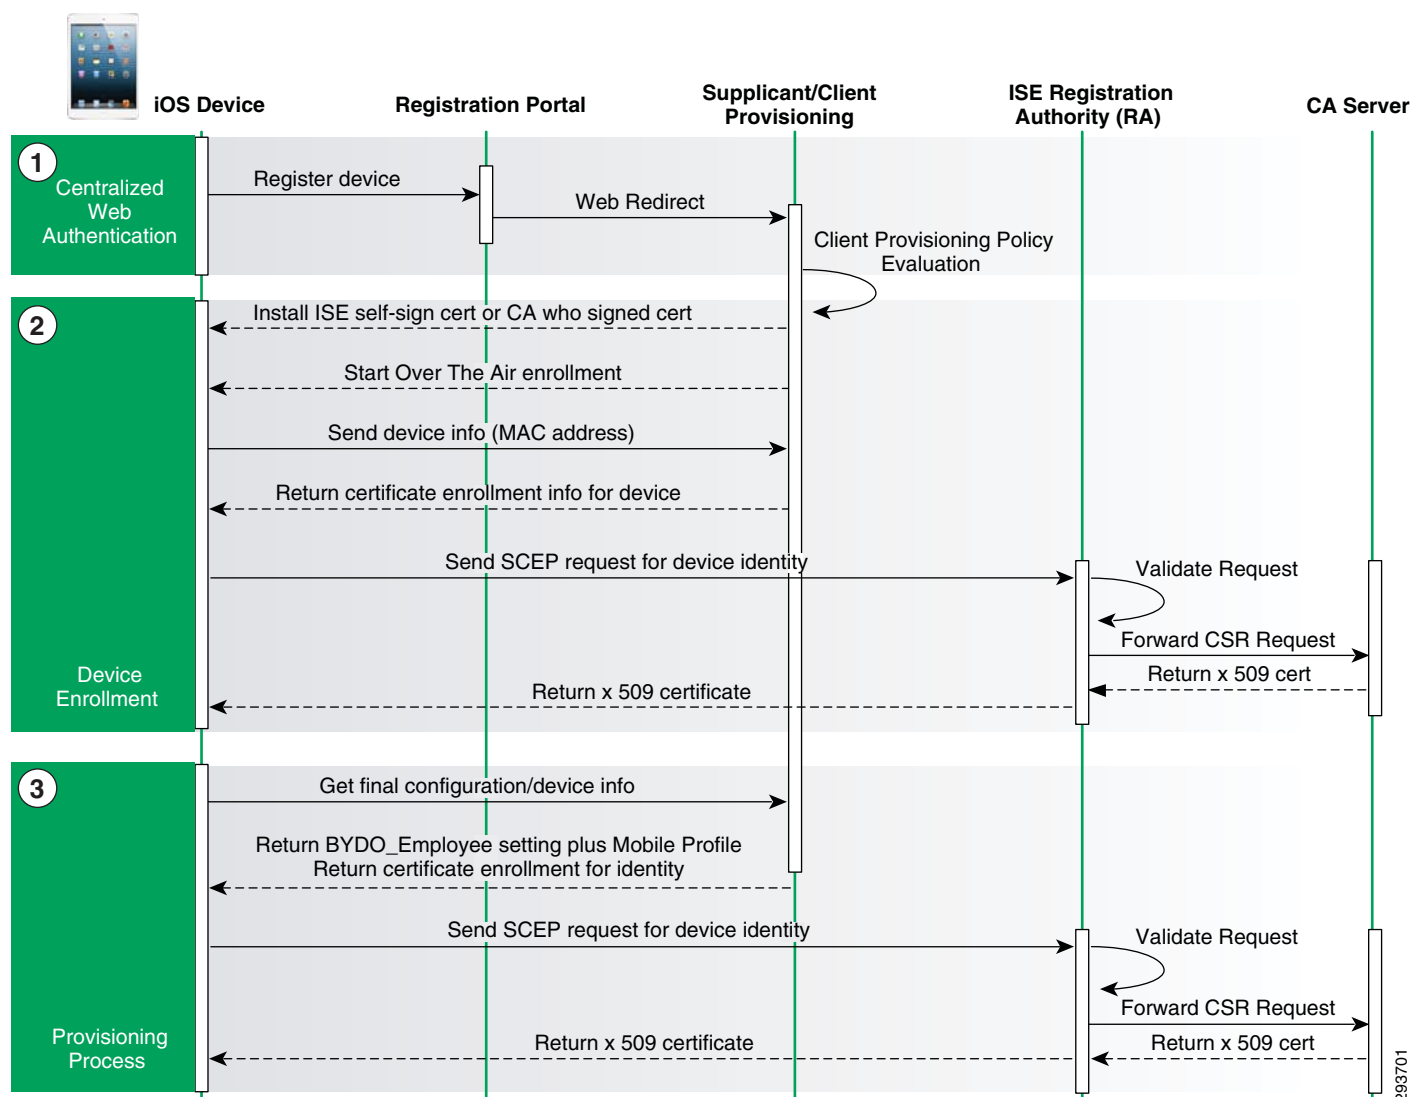 iOS Device
Registration Portal
Supplicant/Client
Provisioning
ISE Registration
Authority (RA)
CA Server
1
Centralized
Web
Authentication
Register device
Web Redirect
Client Provisioning Policy
Evaluation
2
Install ISE self-sign cert or CA who signed cert
Start Over The Air enrollment
Send device info (MAC address)
Return certificate enrollment info for device
Send SCEP request for device identity
Validate Request
Forward CSR Request
Return x 509 cert
Return x 509 certificate
Device
Enrollment
3
Get final configuration/device info
Return BYDO_Employee setting plus Mobile Profile
Return certificate enrollment for identity
Send SCEP request for device identity
Validate Request
Forward CSR Request
Return x 509 cert
Return x 509 certificate
Provisioning
Process
293701